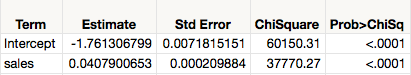 Term Estimate Std Error ChiSquare Prob>ChiSq
Intercept -1.761306799 0.0071815151 60150.31 <.0001
sales 0.0407900653 0.000209884 37770.27 <.0001